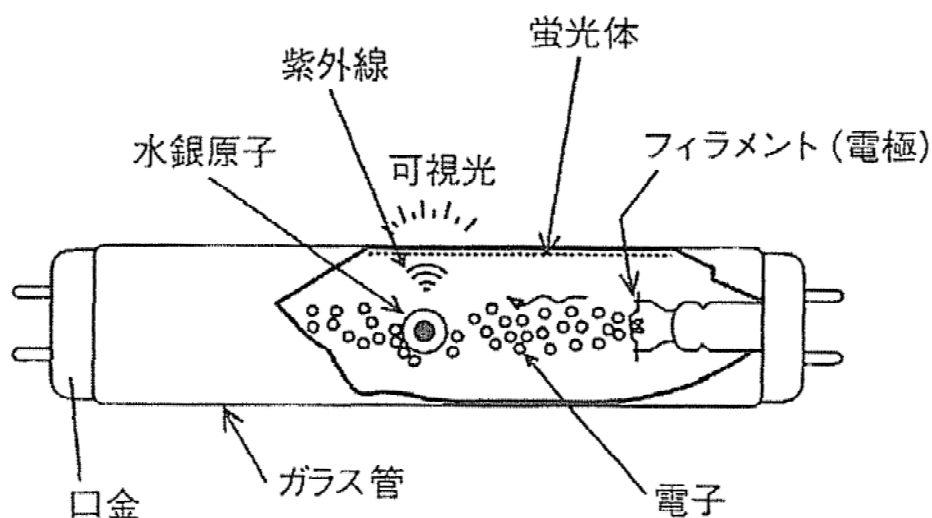 蛍光体
紫外線
水銀原子
可視光
フィラメント（電極）
口金
ガラス管
電子